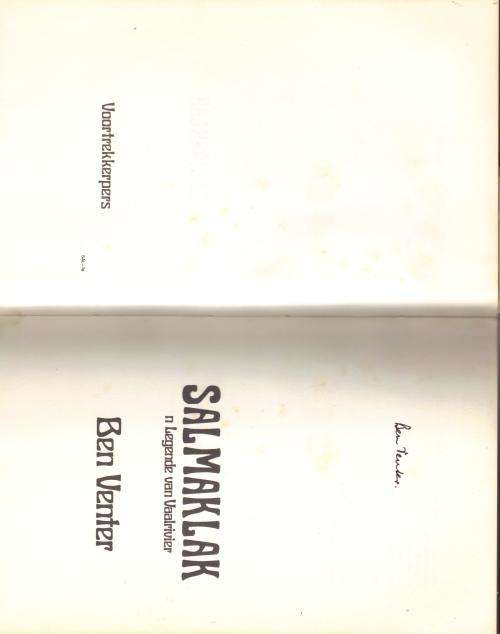 Voortrekkerpers
Ben Venter.
SALMAKLAK
n Legende van Vaalrivier
Ben Venter